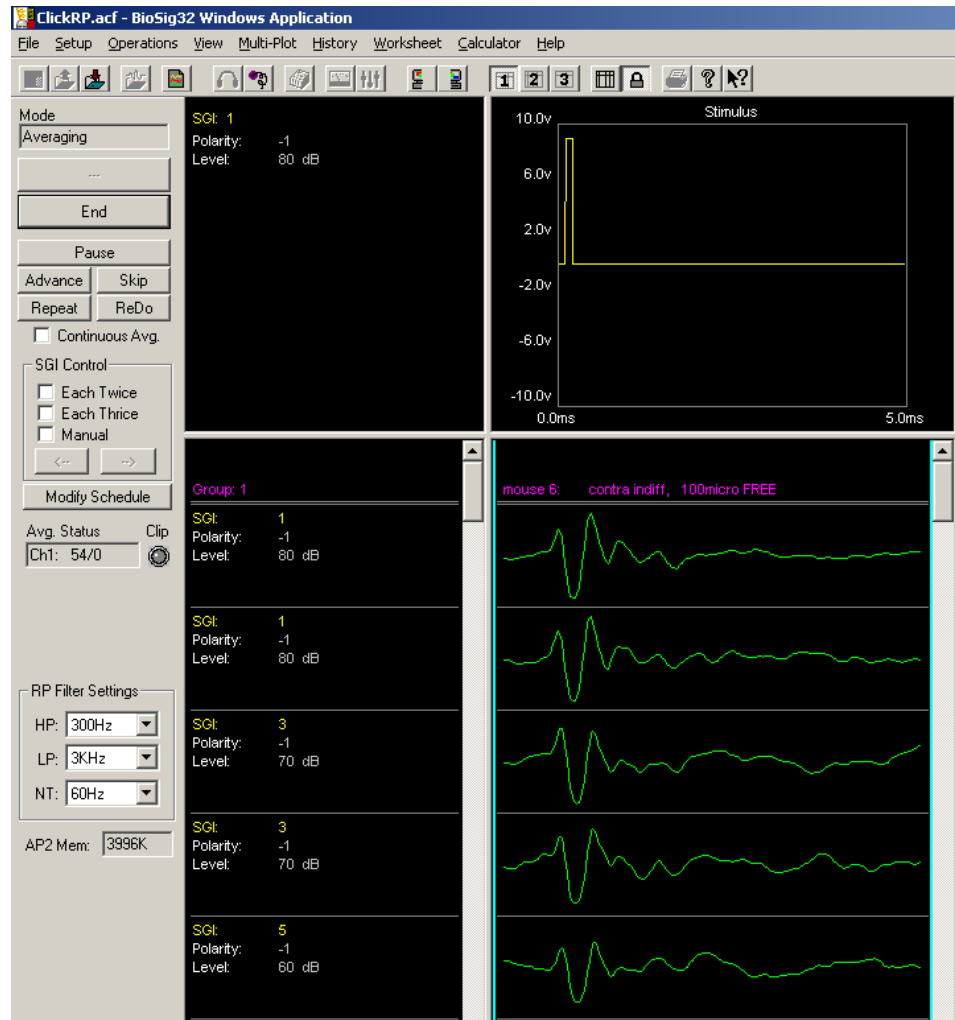 ClickRP.acf - BioSig32 Windows Application
File Setup Operations View Multi-Plot History Worksheet Calculator Help
1 2 3
Mode
Averaging
---
End
Pause
Advance Skip
Repeat ReDo
Continuous Avg.
SGI Control
Each Twice
Each Thrice
Manual
<-- -->
Modify Schedule
Avg. Status Clip
Ch1: 54/0
RP Filter Settings
HP: 300Hz
LP: 3KHz
NT: 60Hz
AP2 Mem: 3996K
SGI: 1
Polarity: -1
Level: 80 dB
Stimulus
10.0v
6.0v
2.0v
-2.0v
-6.0v
-10.0v
0.0ms 5.0ms
Group: 1
mouse 6: contra indiff, 100micro FREE
SGI: 1
Polarity: -1
Level: 80 dB
SGI: 1
Polarity: -1
Level: 80 dB
SGI: 3
Polarity: -1
Level: 70 dB
SGI: 3
Polarity: -1
Level: 70 dB
SGI: 5
Polarity: -1
Level: 60 dB